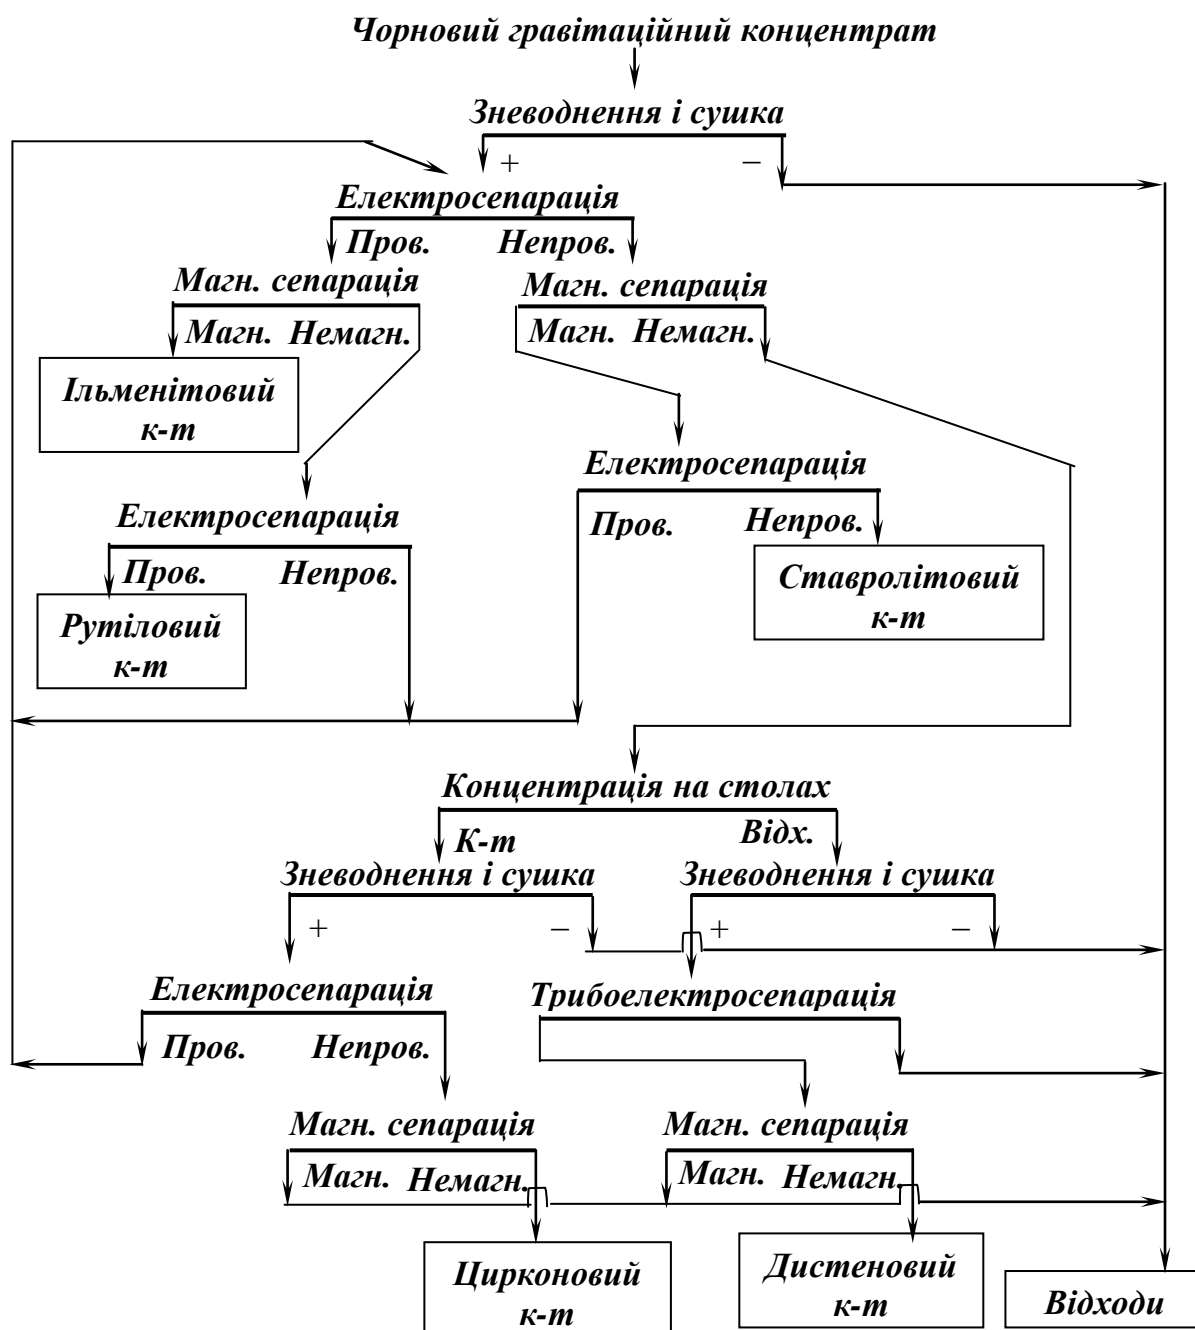 Чорновий гравітаційний концентрат
Зневоднення і сушка
+ –
Електросепарація
Пров. Непров.
Магн. сепарація Магн. сепарація
Магн. Немагн. Магн. Немагн.
Ільменітовий
к-т
Електросепарація
Електросепарація
Пров. Непров.
Пров. Непров.
Ставролітовий
к-т
Рутіловий
к-т
Концентрація на столах
К-т Відх.
Зневоднення і сушка Зневоднення і сушка
+ – + –
Електросепарація Трибоелектросепарація
Пров. Непров.
Магн. сепарація Магн. сепарація
Магн. Немагн. Магн. Немагн.
Цирконовий
к-т
Дистеновий
к-т
Відходи